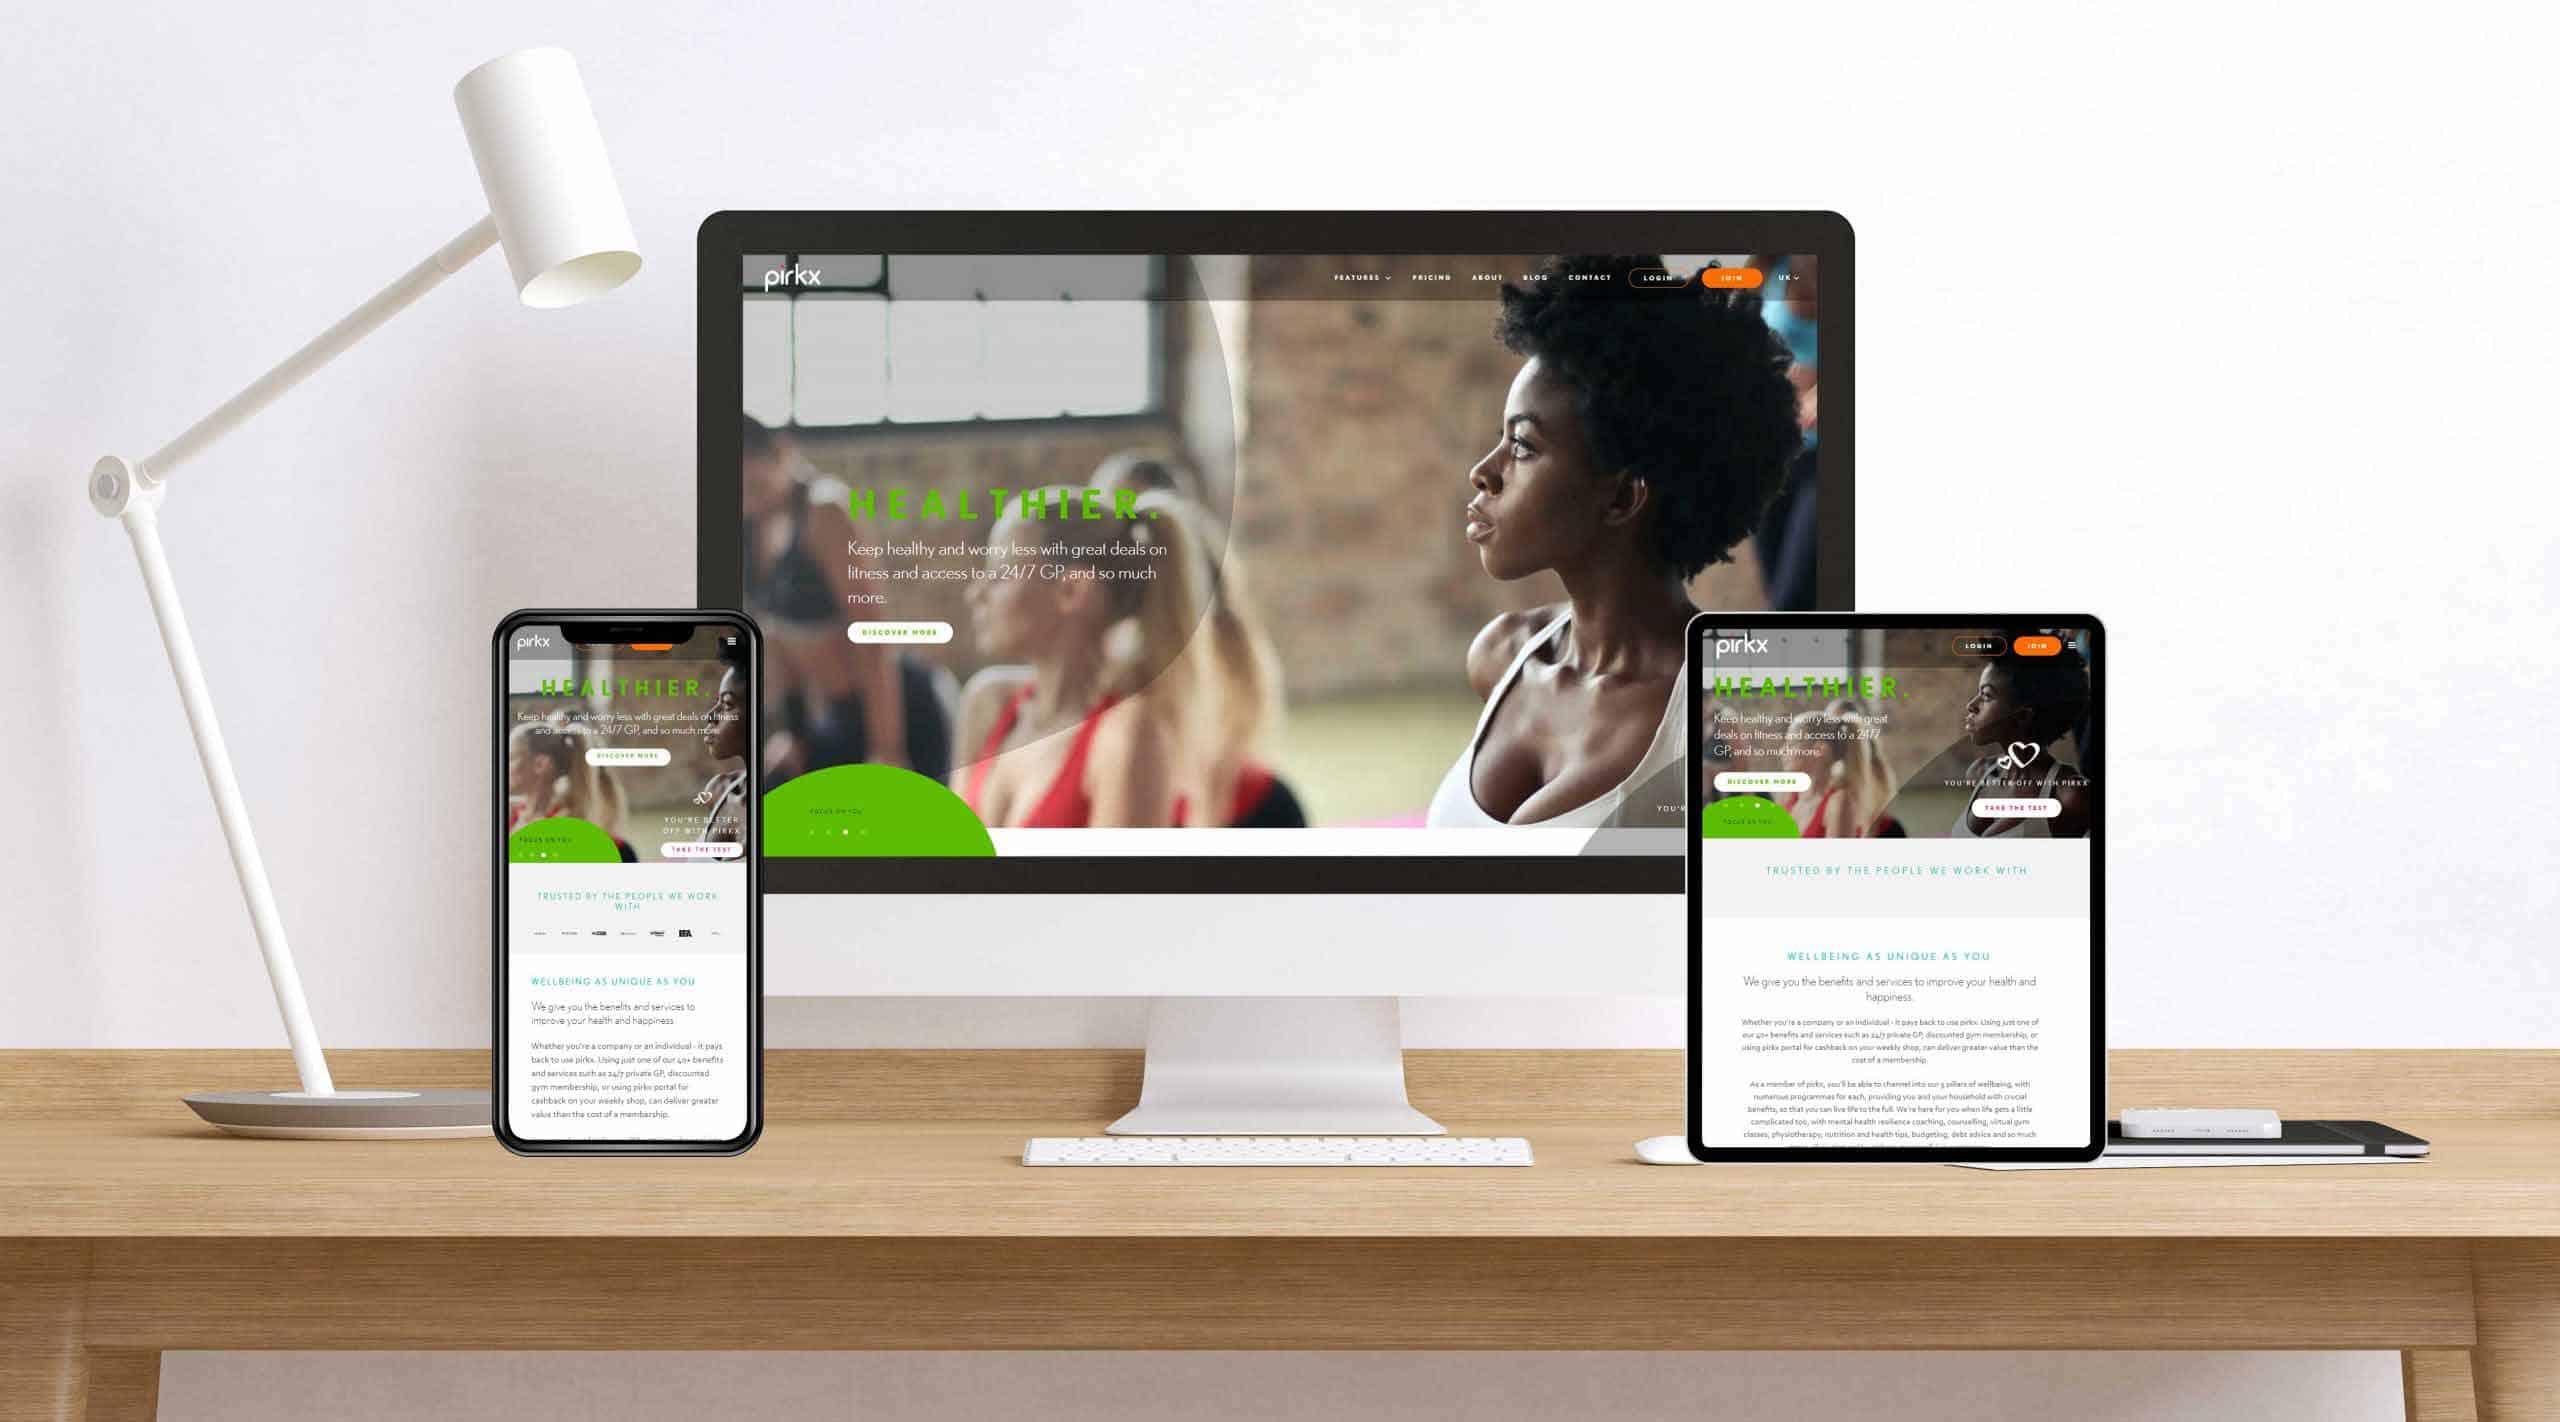 pirkx
FEATURES
PRICING
ABOUT
BLOG
CONTACT
LOGIN
JOIN
UK
HEALTHIER.
Keep healthy and worry less with great deals on
fitness and access to a 24/7 GP, and so much
more.
DISCOVER MORE
FOCUS ON YOU
YOU'R
pirkx
HEALTHIER.
Keep healthy and worry less with great deals on fitness
and access to a 24/7 GP, and so much more.
DISCOVER MORE
YOU'RE BETTER
OFF WITH PIRKX
FOCUS ON YOU
TAKE THE TEST
TRUSTED BY THE PEOPLE WE WORK
WITH
WELLBEING AS UNIQUE AS YOU
We give you the benefits and services to
improve your health and happiness.
Whether you're a company or an individual - it pays
back to use pirkx. Using just one of our 40+ benefits
and services such as 24/7 private GP, discounted
gym membership, or using pirkx portal for
cashback on your weekly shop, can deliver greater
value than the cost of a membership.
pirkx
LOGIN
JOIN
HEALTHIER.
Keep healthy and worry less with great
deals on fitness and access to a 24/7
GP, and so much more.
DISCOVER MORE
YOU'RE BETTER OFF WITH PIRKX
TAKE THE TEST
FOCUS ON YOU
TRUSTED BY THE PEOPLE WE WORK WITH
WELLBEING AS UNIQUE AS YOU
We give you the benefits and services to improve your health and
happiness.
Whether you're a company or an individual - it pays back to use pirkx. Using just one of
our 40+ benefits and services such as 24/7 private GP, discounted gym membership, or
using pirkx portal for cashback on your weekly shop, can deliver greater value than the
cost of a membership.
As a member of pirkx, you'll be able to channel into our 5 pillars of wellbeing, with
numerous programmes for each, providing you and your household with crucial
benefits, so that you can live life to the full. We're here for you when life gets a little
complicated too, with mental health resilience coaching, counselling, virtual gym
classes, physiotherapy, nutrition and health tips, budgeting, debt advice and so much